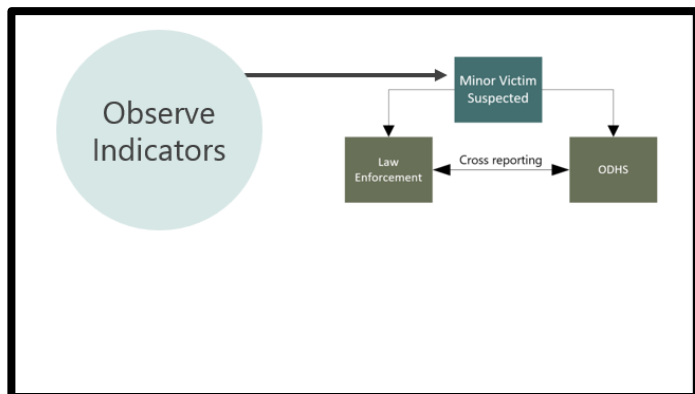 Observe
Indicators
Minor Victim
Suspected
Law
Enforcement
Cross reporting
ODHS